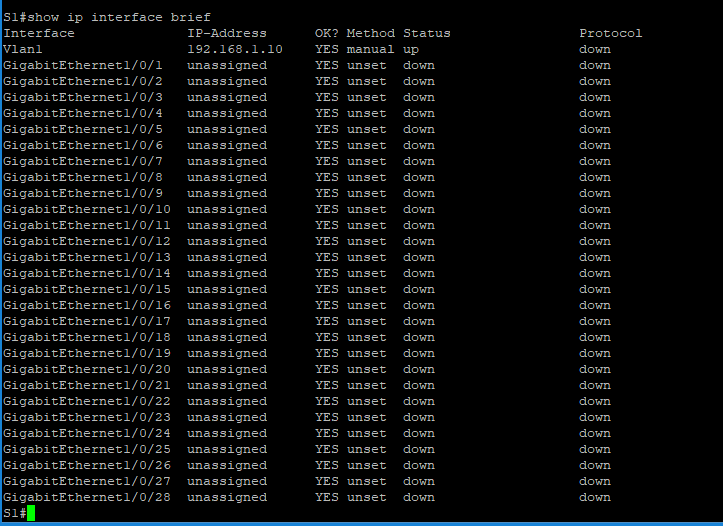 S1#show ip interface brief
Interface IP-Address OK? Method Status Protocol
Vlan1 192.168.1.10 YES manual up down
GigabitEthernet1/0/1 unassigned YES unset down down
GigabitEthernet1/0/2 unassigned YES unset down down
GigabitEthernet1/0/3 unassigned YES unset down down
GigabitEthernet1/0/4 unassigned YES unset down down
GigabitEthernet1/0/5 unassigned YES unset down down
GigabitEthernet1/0/6 unassigned YES unset down down
GigabitEthernet1/0/7 unassigned YES unset down down
GigabitEthernet1/0/8 unassigned YES unset down down
GigabitEthernet1/0/9 unassigned YES unset down down
GigabitEthernet1/0/10 unassigned YES unset down down
GigabitEthernet1/0/11 unassigned YES unset down down
GigabitEthernet1/0/12 unassigned YES unset down down
GigabitEthernet1/0/13 unassigned YES unset down down
GigabitEthernet1/0/14 unassigned YES unset down down
GigabitEthernet1/0/15 unassigned YES unset down down
GigabitEthernet1/0/16 unassigned YES unset down down
GigabitEthernet1/0/17 unassigned YES unset down down
GigabitEthernet1/0/18 unassigned YES unset down down
GigabitEthernet1/0/19 unassigned YES unset down down
GigabitEthernet1/0/20 unassigned YES unset down down
GigabitEthernet1/0/21 unassigned YES unset down down
GigabitEthernet1/0/22 unassigned YES unset down down
GigabitEthernet1/0/23 unassigned YES unset down down
GigabitEthernet1/0/24 unassigned YES unset down down
GigabitEthernet1/0/25 unassigned YES unset down down
GigabitEthernet1/0/26 unassigned YES unset down down
GigabitEthernet1/0/27 unassigned YES unset down down
GigabitEthernet1/0/28 unassigned YES unset down down
S1#